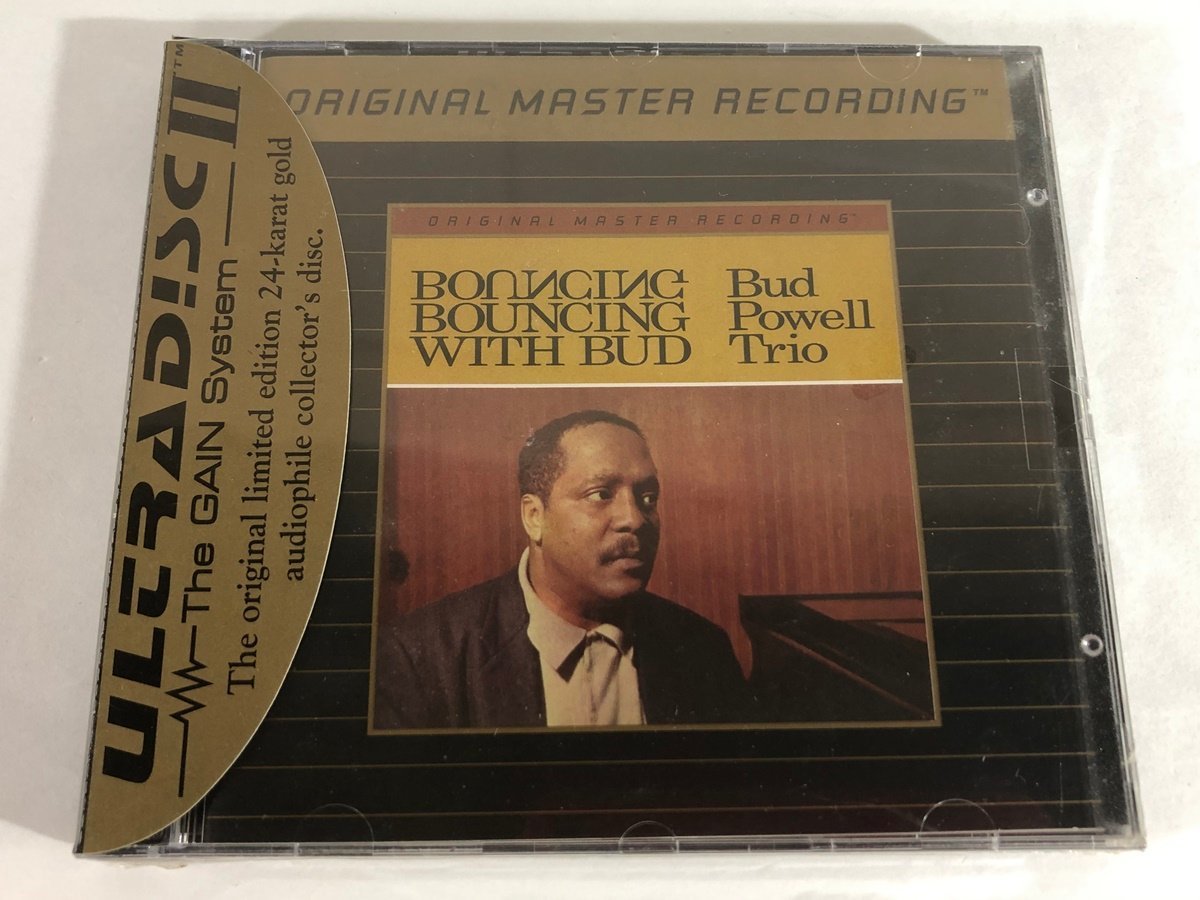 ULTRADISC II™
The GAIN System
The original limited edition 24-karat gold
audiophile collector's disc.
ORIGINAL MASTER RECORDING™
ORIGINAL MASTER RECORDING™
BOUNCING
BOUNCING
WITH BUD
Bud
Powell
Trio